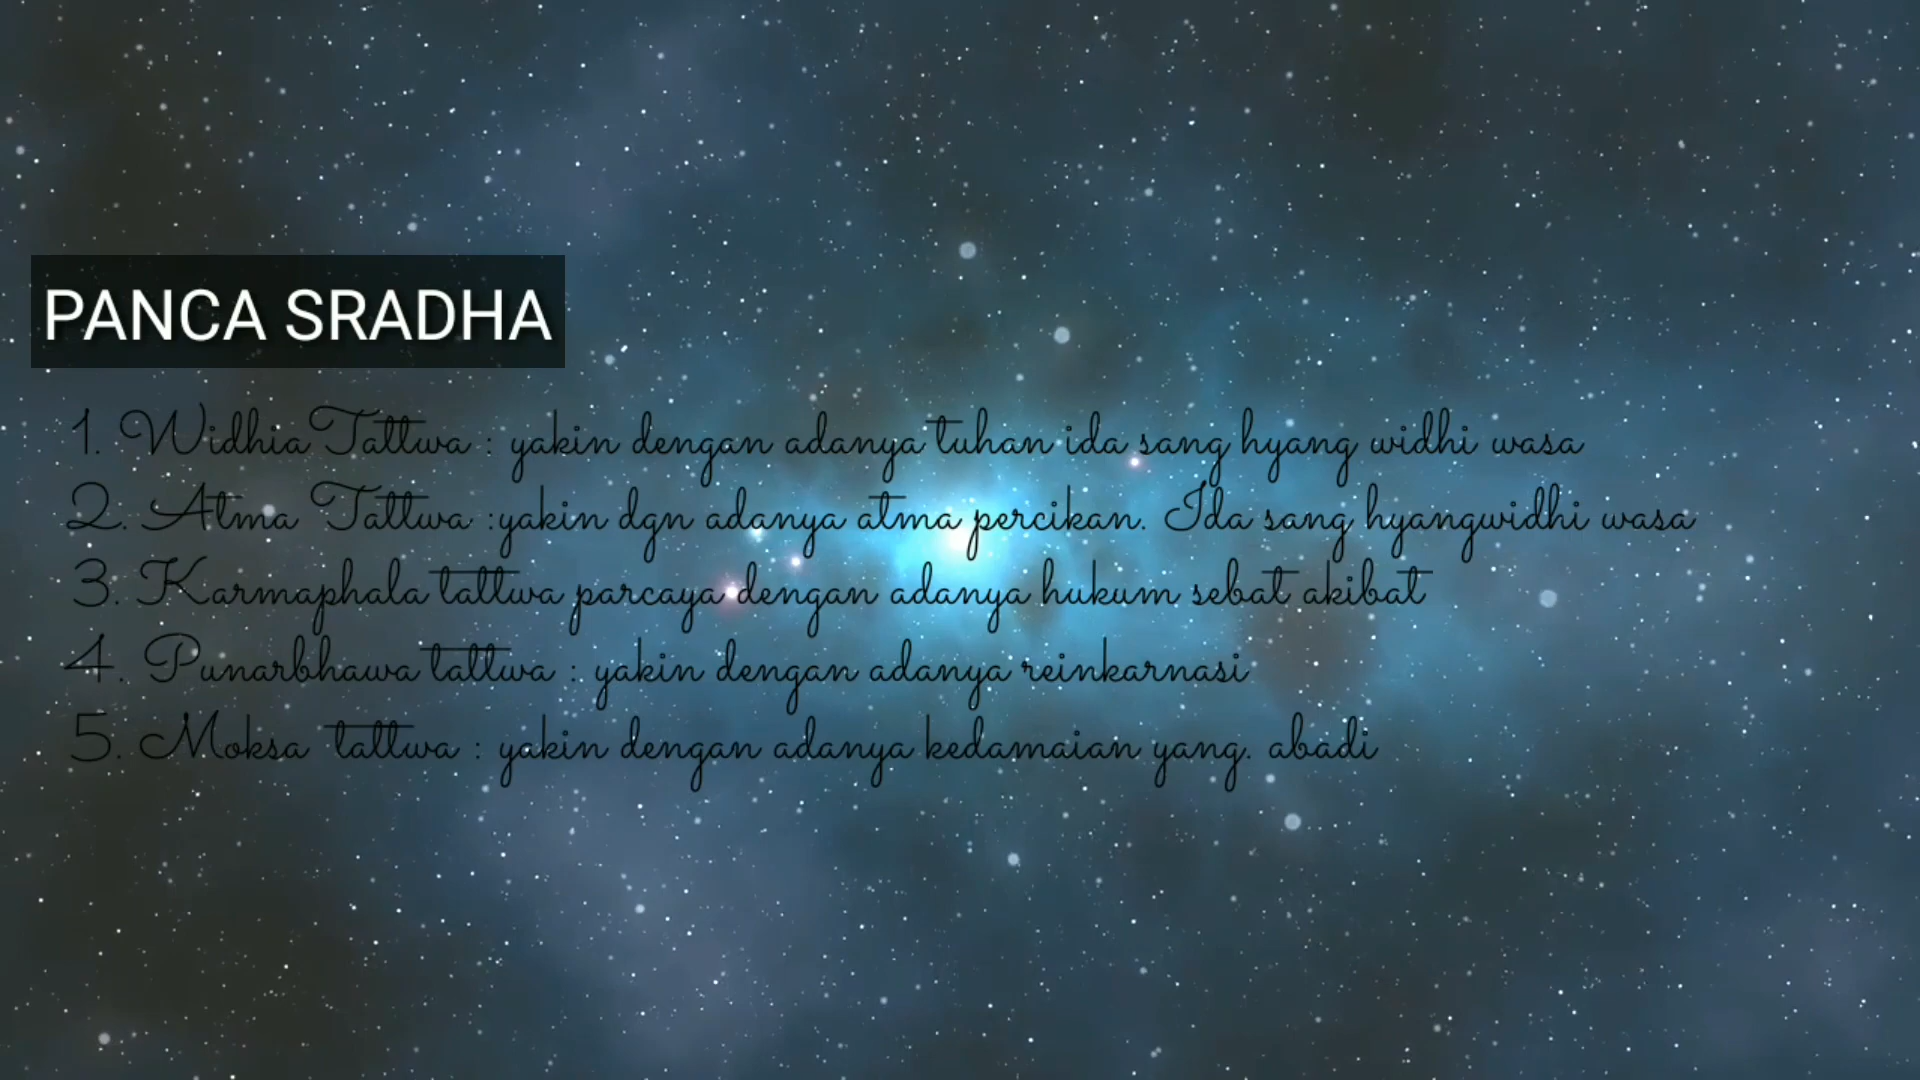 PANCA SRADHA
1. Widhia Tattwa : yakin dengan adanya tuhan ida sang hyang widhi wasa
2. Atma Tattwa :yakin dgn adanya atma percikan. Ida sang hyangwidhi wasa
3. Karmaphala tattwa parcaya dengan adanya hukum sebat akibat
4. Punarbhawa tattwa : yakin dengan adanya reinkarnasi
5. Moksa tattwa : yakin dengan adanya kedamaian yang. abadi